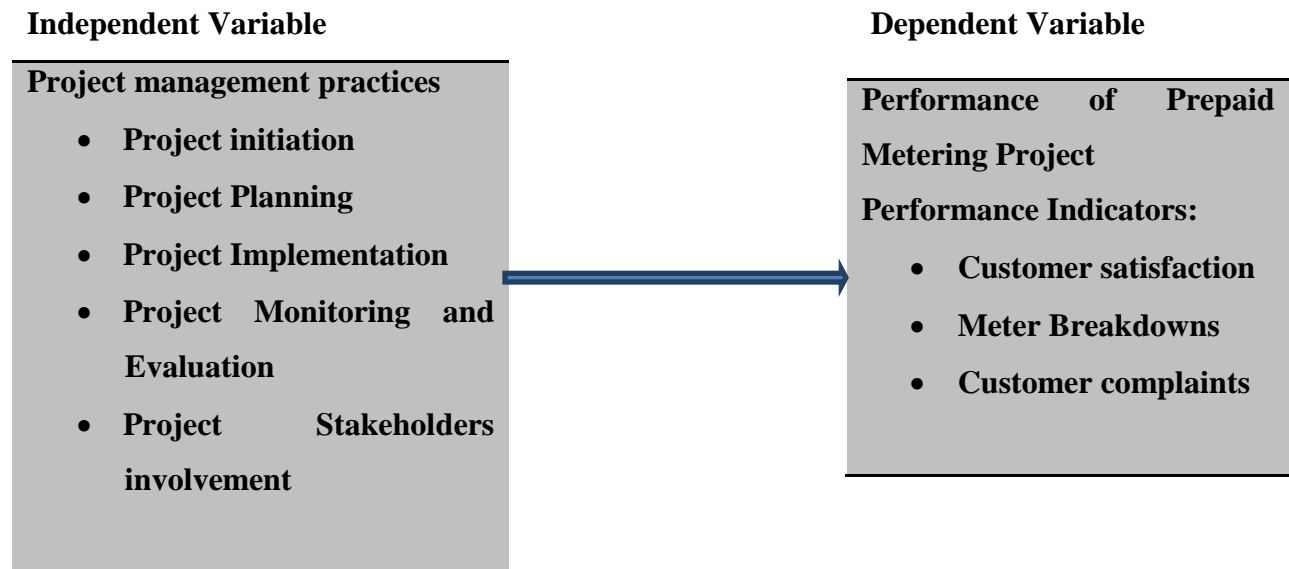 Independent Variable
Project management practices
• Project initiation
• Project Planning
• Project Implementation
• Project Monitoring and
Evaluation
• Project Stakeholders
involvement
Dependent Variable
Performance of Prepaid
Metering Project
Performance Indicators:
• Customer satisfaction
• Meter Breakdowns
• Customer complaints